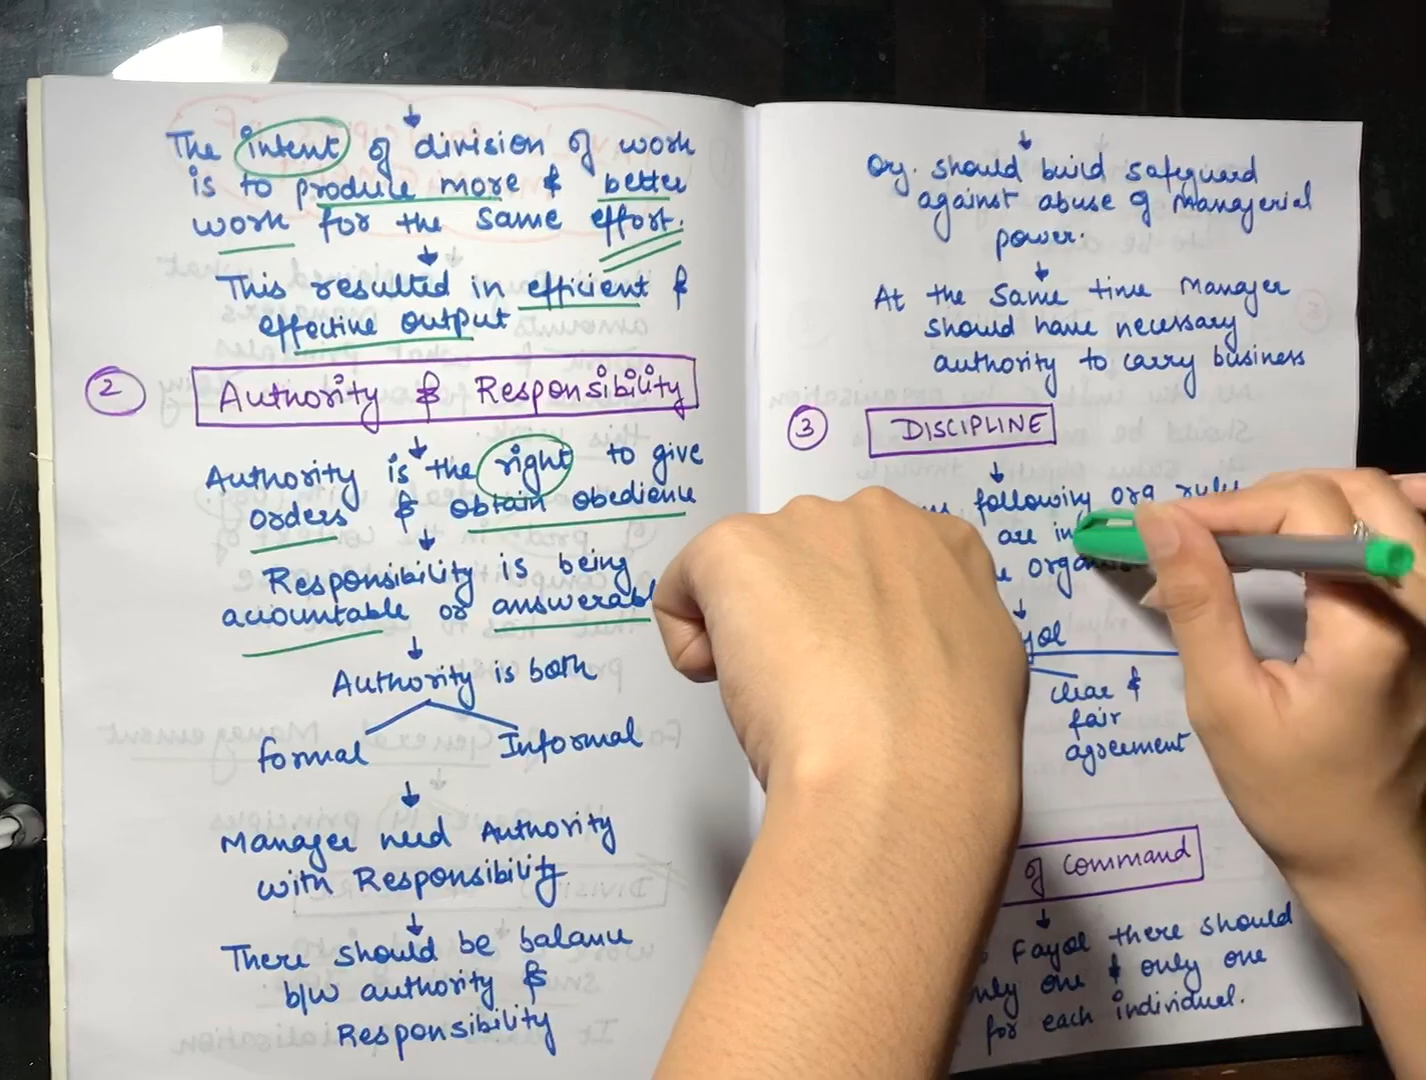 The intent of division of work
is to produce more & better
work for the same effort.
This resulted in efficient &
effective output
2 Authority & Responsibility
Authority is the right to give
orders & obtain obedience
Responsibility is being
accountable or answerabl
Authority is both
formal Informal
Manager need Authority
with Responsibility
There should be balance
b/w authority &
Responsibility
Org. should build safeguard
against abuse of managerial
power.
At the same time Manager
should have necessary
authority to carry business
3 DISCIPLINE
following org rules
are in
clear &
fair
agreement
of Command
Fayol there should
only one & only one
for each individual.